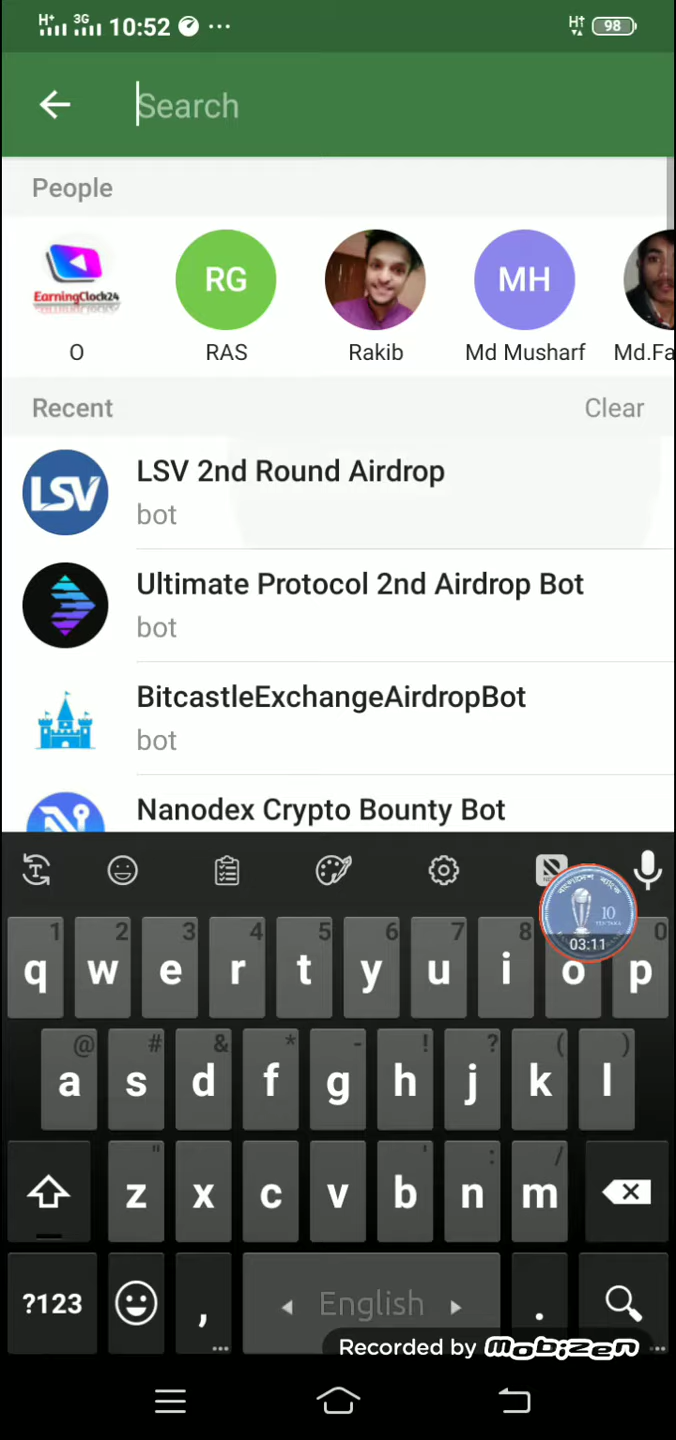 H+ 3G 10:52 ... H↑ 98
Search
People
EarningClock24
RG
MH
O
RAS
Rakib
Md Musharf
Md.Fa
Recent
Clear
LSV
LSV 2nd Round Airdrop
bot
Ultimate Protocol 2nd Airdrop Bot
bot
BitcastleExchangeAirdropBot
bot
Nanodex Crypto Bounty Bot
বাংলাদেশ ব্যাংক
10
03:11
1 2 3 4 5 6 7 8 0
q w e r t y u i o p
@ # & * - ! ? ( )
a s d f g h j k l
" ' : ; /
z x c v b n m
?123 , English .
Recorded by mobizen